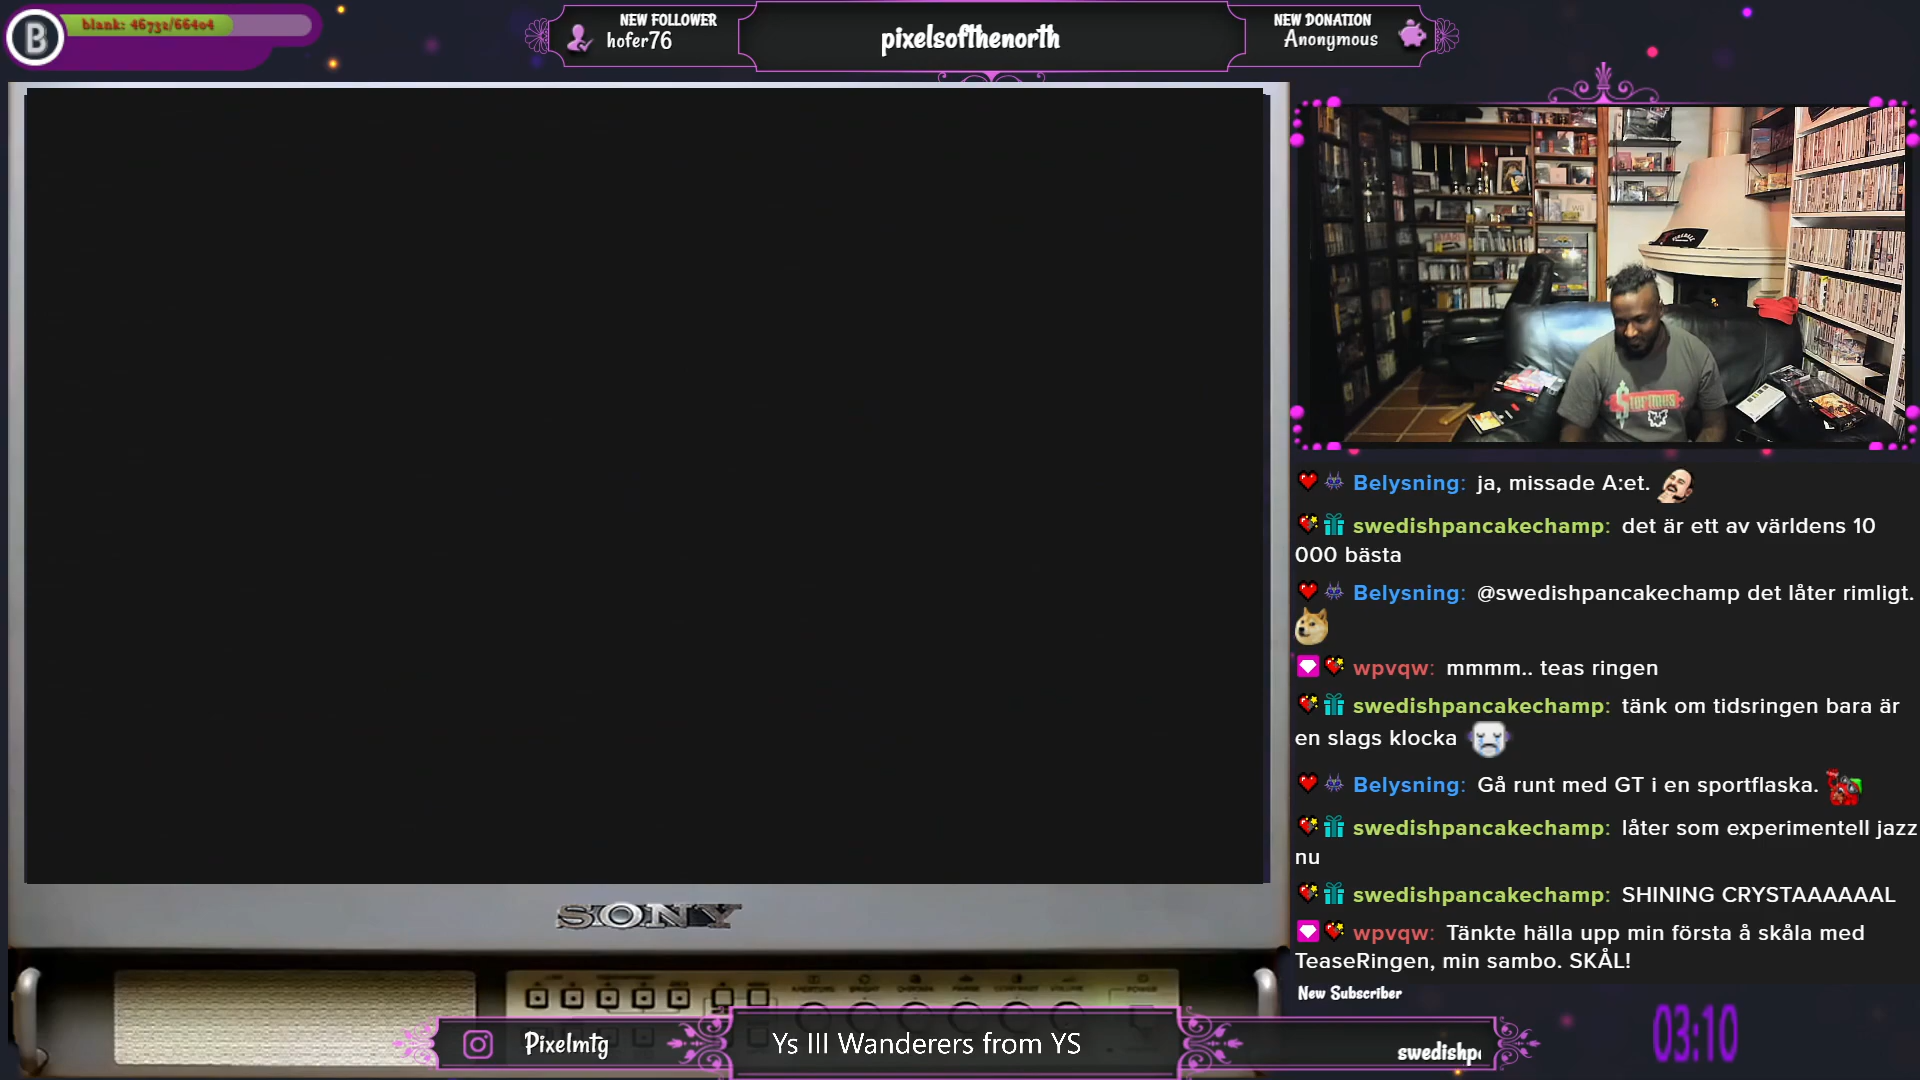 B
blank: 46732/66404
NEW FOLLOWER
hofer76
pixelsofthenorth
NEW DONATION
Anonymous
Belysning: ja, missade A:et.
swedishpancakechamp: det är ett av världens 10
000 bästa
Belysning: @swedishpancakechamp det låter rimligt.
wpvqw: mmmm.. teas ringen
swedishpancakechamp: tänk om tidsringen bara är
en slags klocka
Belysning: Gå runt med GT i en sportflaska.
swedishpancakechamp: låter som experimentell jazz
nu
swedishpancakechamp: SHINING CRYSTAAAAAAL
wpvqw: Tänkte hälla upp min första å skåla med
TeaseRingen, min sambo. SKÅL!
New Subscriber
SONY
Pixelmtg
Ys III Wanderers from YS
swedishp
03:10